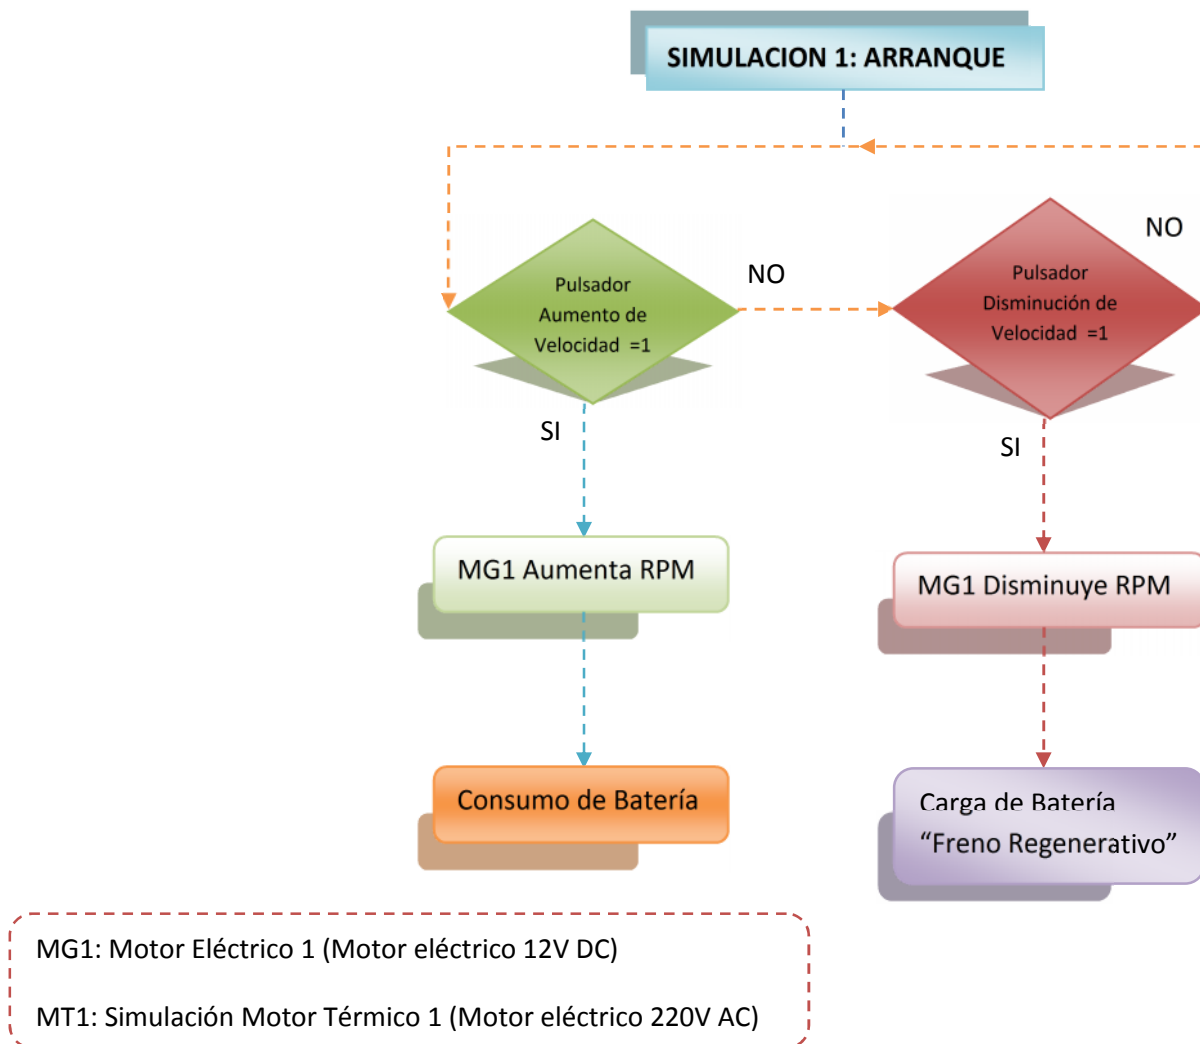 SIMULACION 1: ARRANQUE
NO
Pulsador
Aumento de
Velocidad =1
NO
Pulsador
Disminución de
Velocidad =1
SI
SI
MG1 Aumenta RPM
MG1 Disminuye RPM
Consumo de Batería
Carga de Batería
“Freno Regenerativo”
MG1: Motor Eléctrico 1 (Motor eléctrico 12V DC)
MT1: Simulación Motor Térmico 1 (Motor eléctrico 220V AC)